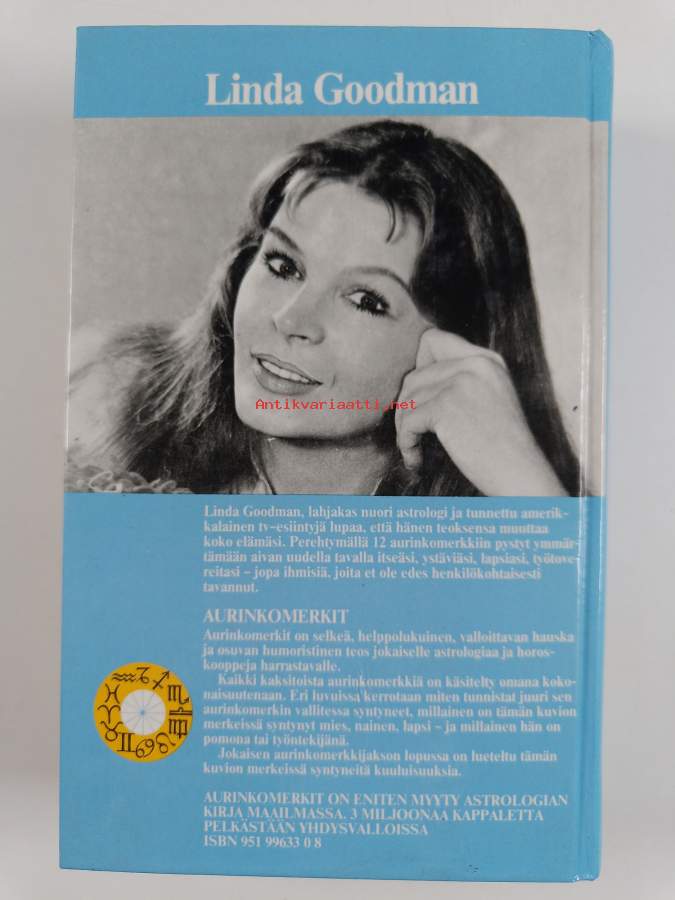 Linda Goodman
Antikvariaatti.net
Linda Goodman, lahjakas nuori astrologi ja tunnettu amerik-
kalainen tv-esiintyjä lupaa, että hänen teoksensa muuttaa
koko elämäsi. Perehtymällä 12 aurinkomerkkiin pystyt ymmär-
tämään aivan uudella tavalla itseäsi, ystäviäsi, lapsiasi, työtove-
reitasi – jopa ihmisiä, joita et ole edes henkilökohtaisesti
tavannut.
AURINKOMERKIT
Aurinkomerkit on selkeä, helppolukuinen, valloittavan hauska
ja osuvan humoristinen teos jokaiselle astrologiaa ja horos-
kooppeja harrastavalle.
Kaikki kaksitoista aurinkomerkkiä on käsitelty omana koko-
naisuutenaan. Eri luvuissa kerrotaan miten tunnistat juuri sen
aurinkomerkin vallitessa syntyneet, millainen on tämän kuvion
merkeissä syntynyt mies, nainen, lapsi – ja millainen hän on
pomona tai työntekijänä.
Jokaisen aurinkomerkkijakson lopussa on lueteltu tämän
kuvion merkeissä syntyneitä kuuluisuuksia.
AURINKOMERKIT ON ENITEN MYYTY ASTROLOGIAN
KIRJA MAAILMASSA. 3 MILJOONAA KAPPALETTA
PELKÄSTÄÄN YHDYSVALLOISSA
ISBN 951 99633 0 8